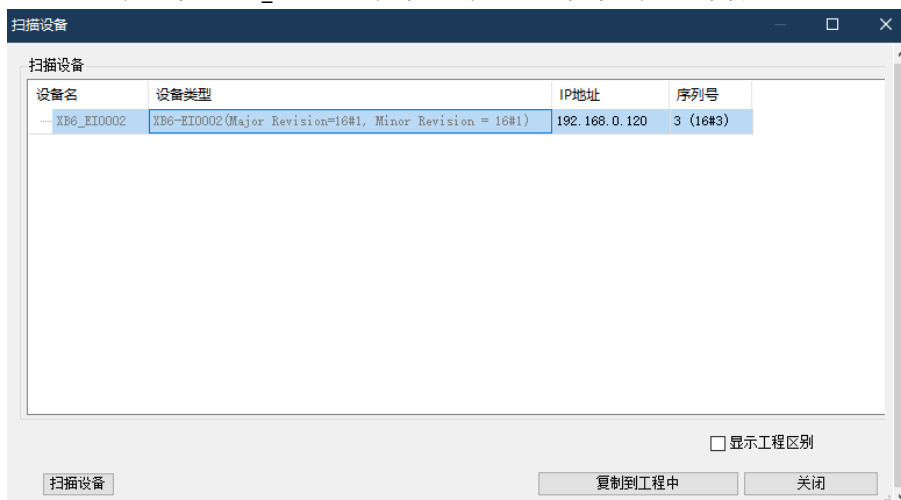 扫描设备
扫描设备
设备名 设备类型 IP地址 序列号
XB6_EI0002 XB6-EI0002(Major Revision=16#1, Minor Revision = 16#1) 192.168.0.120 3 (16#3)
显示工程区别
扫描设备 复制到工程中 关闭